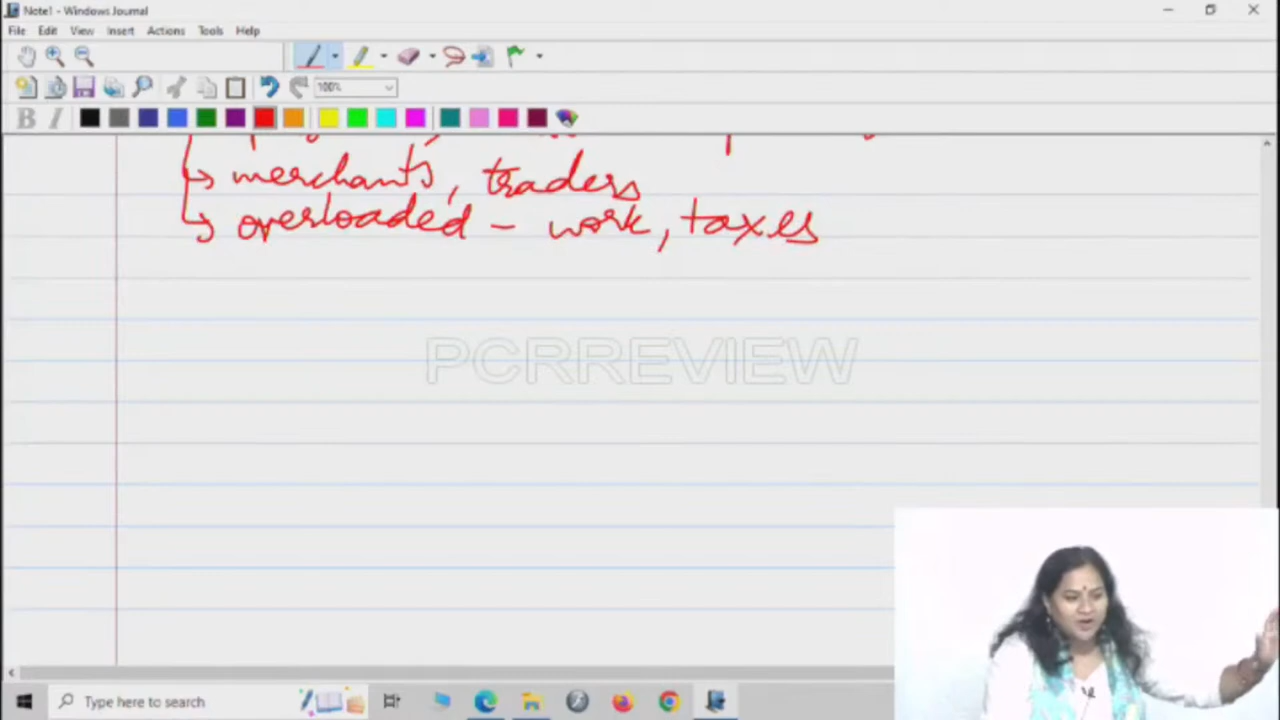 Note1 - Windows Journal
File Edit View Insert Actions Tools Help
100%
B I
→ merchants, traders
→ overloaded - work, taxes
PCRREVIEW
Type here to search